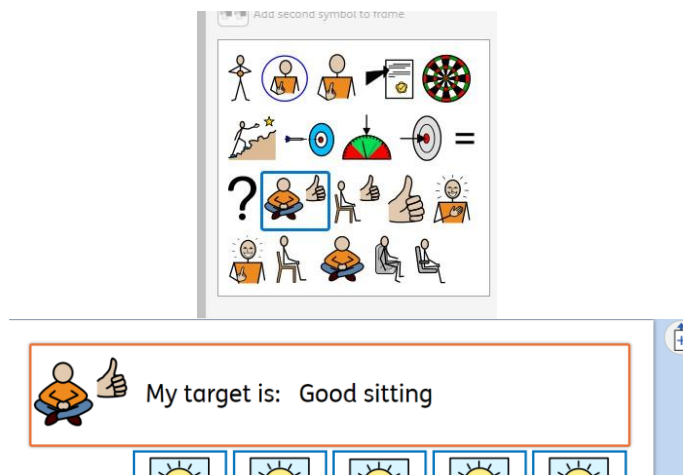 Add second symbol to frame
=
?
My target is: Good sitting